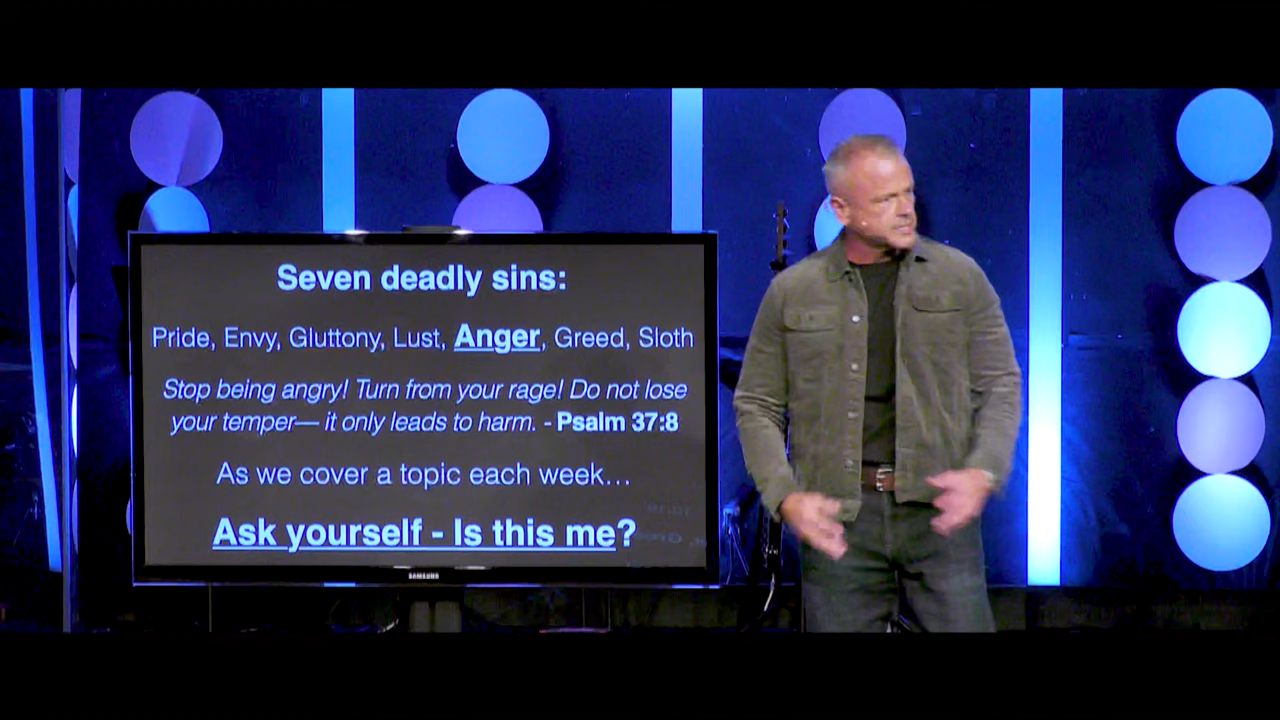 Seven deadly sins:
Pride, Envy, Gluttony, Lust, Anger, Greed, Sloth
Stop being angry! Turn from your rage! Do not lose
your temper— it only leads to harm. - Psalm 37:8
As we cover a topic each week…
Ask yourself - Is this me?
SAMSUNG